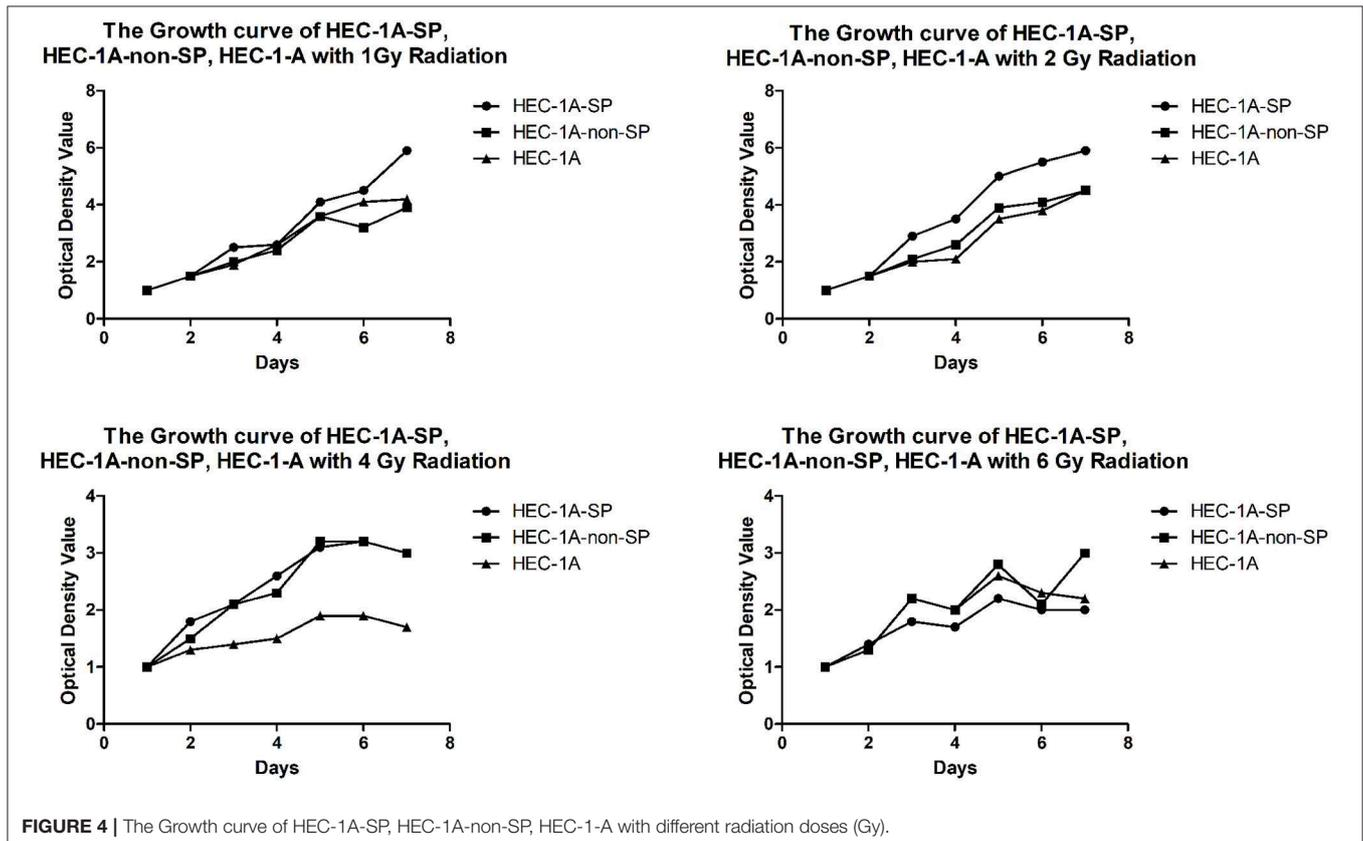 The Growth curve of HEC-1A-SP,
HEC-1A-non-SP, HEC-1-A with 1Gy Radiation
8
6
4
2
0
Optical Density Value
0 2 4 6 8
Days
HEC-1A-SP
HEC-1A-non-SP
HEC-1A
The Growth curve of HEC-1A-SP,
HEC-1A-non-SP, HEC-1-A with 2 Gy Radiation
8
6
4
2
0
Optical Density Value
0 2 4 6 8
Days
HEC-1A-SP
HEC-1A-non-SP
HEC-1A
The Growth curve of HEC-1A-SP,
HEC-1A-non-SP, HEC-1-A with 4 Gy Radiation
4
3
2
1
0
Optical Density Value
0 2 4 6 8
Days
HEC-1A-SP
HEC-1A-non-SP
HEC-1A
The Growth curve of HEC-1A-SP,
HEC-1A-non-SP, HEC-1-A with 6 Gy Radiation
4
3
2
1
0
Optical Density Value
0 2 4 6 8
Days
HEC-1A-SP
HEC-1A-non-SP
HEC-1A
FIGURE 4 | The Growth curve of HEC-1A-SP, HEC-1A-non-SP, HEC-1-A with different radiation doses (Gy).